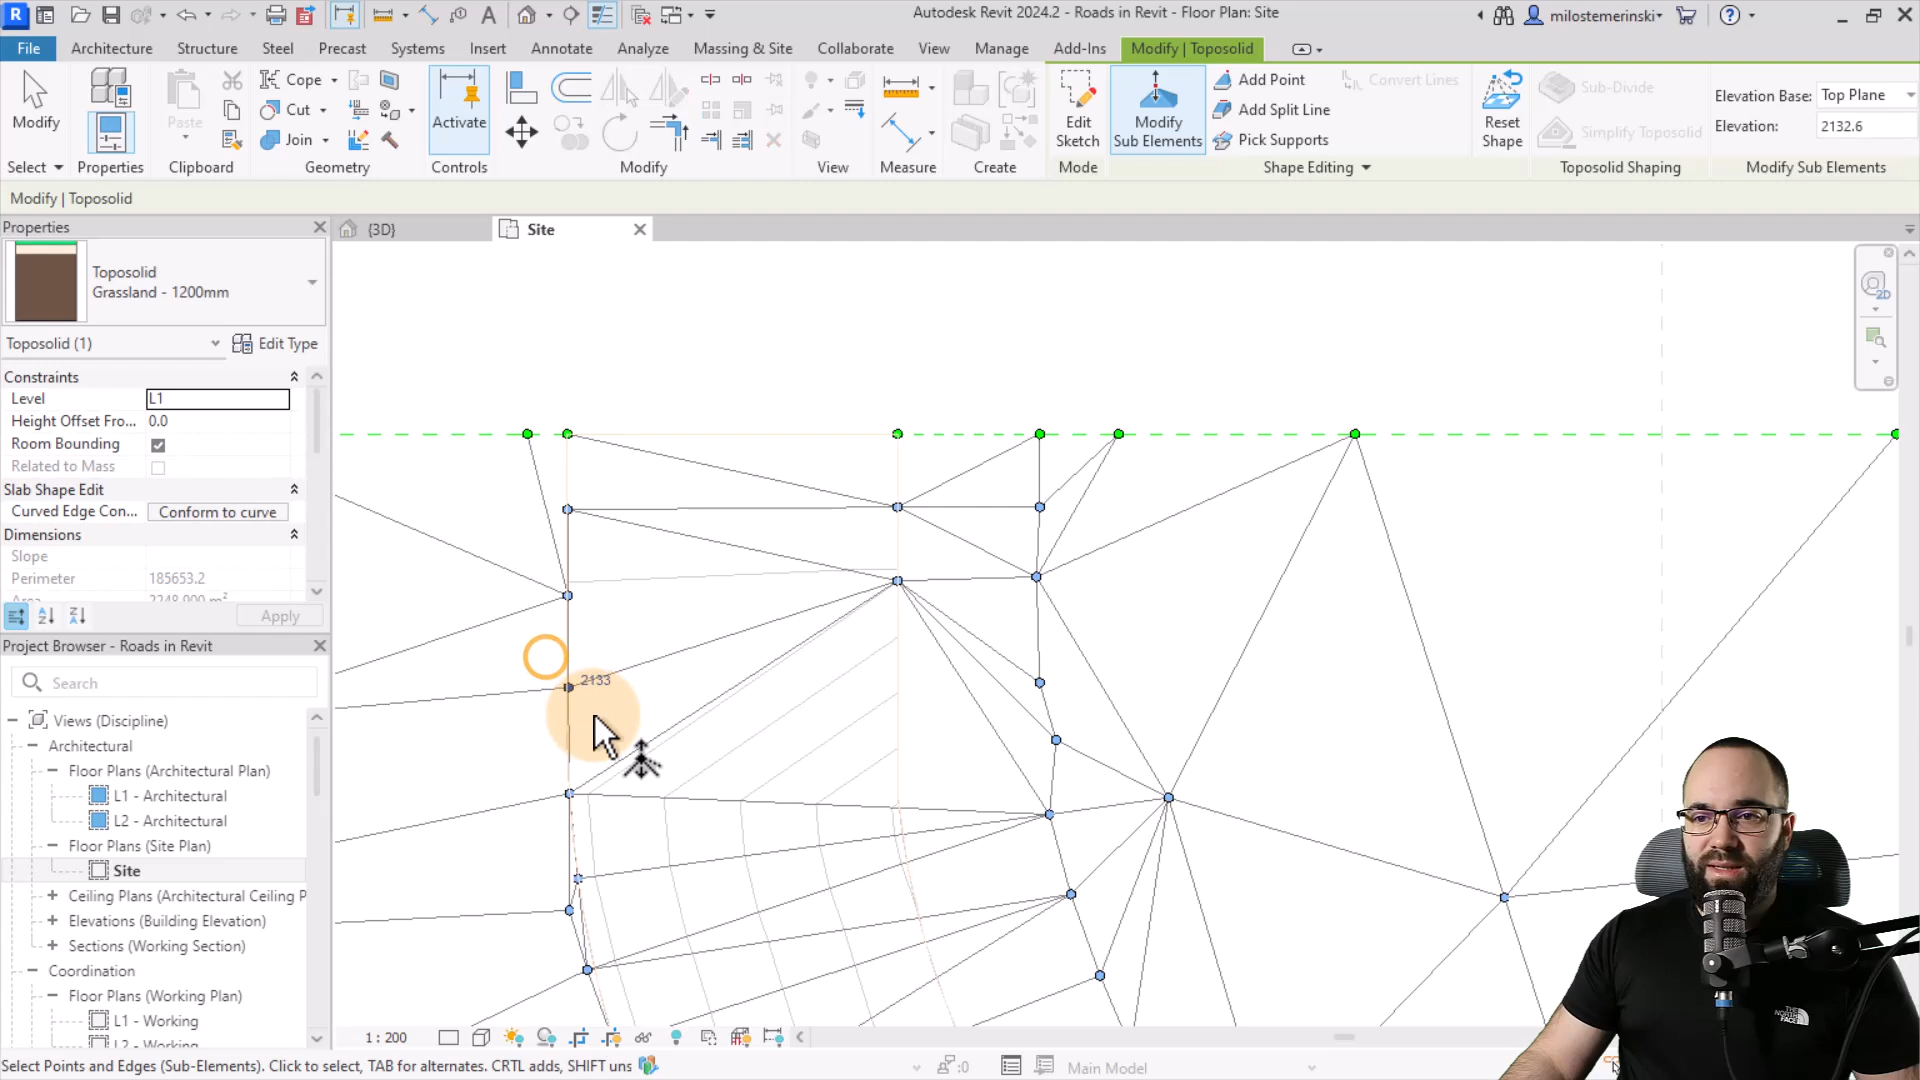 Autodesk Revit 2024.2 - Roads in Revit - Floor Plan: Site
milostemerinski
File Architecture Structure Steel Precast Systems Insert Annotate Analyze Massing & Site Collaborate View Manage Add-Ins Modify | Toposolid
Modify
Paste
Cope
Cut
Join
Activate
Edit Sketch
Modify Sub Elements
Add Point
Add Split Line
Pick Supports
Convert Lines
Reset Shape
Sub-Divide
Simplify Toposolid
Elevation Base: Top Plane
Elevation: 2132.6
Select Properties Clipboard Geometry Controls Modify View Measure Create Mode Shape Editing Toposolid Shaping Modify Sub Elements
Modify | Toposolid
Properties
{3D}
Site
Toposolid
Grassland - 1200mm
Toposolid (1)
Edit Type
Constraints
Level L1
Height Offset Fro... 0.0
Room Bounding
Related to Mass
Slab Shape Edit
Curved Edge Con... Conform to curve
Dimensions
Slope
Perimeter 185653.2
Apply
Project Browser - Roads in Revit
Search
Views (Discipline)
Architectural
Floor Plans (Architectural Plan)
L1 - Architectural
L2 - Architectural
Floor Plans (Site Plan)
Site
Ceiling Plans (Architectural Ceiling P
Elevations (Building Elevation)
Sections (Working Section)
Coordination
Floor Plans (Working Plan)
L1 - Working
L2 - Working
2133
2D
1 : 200
Select Points and Edges (Sub-Elements). Click to select, TAB for alternates. CRTL adds, SHIFT uns
:0
Main Model
THE NORTH FACE